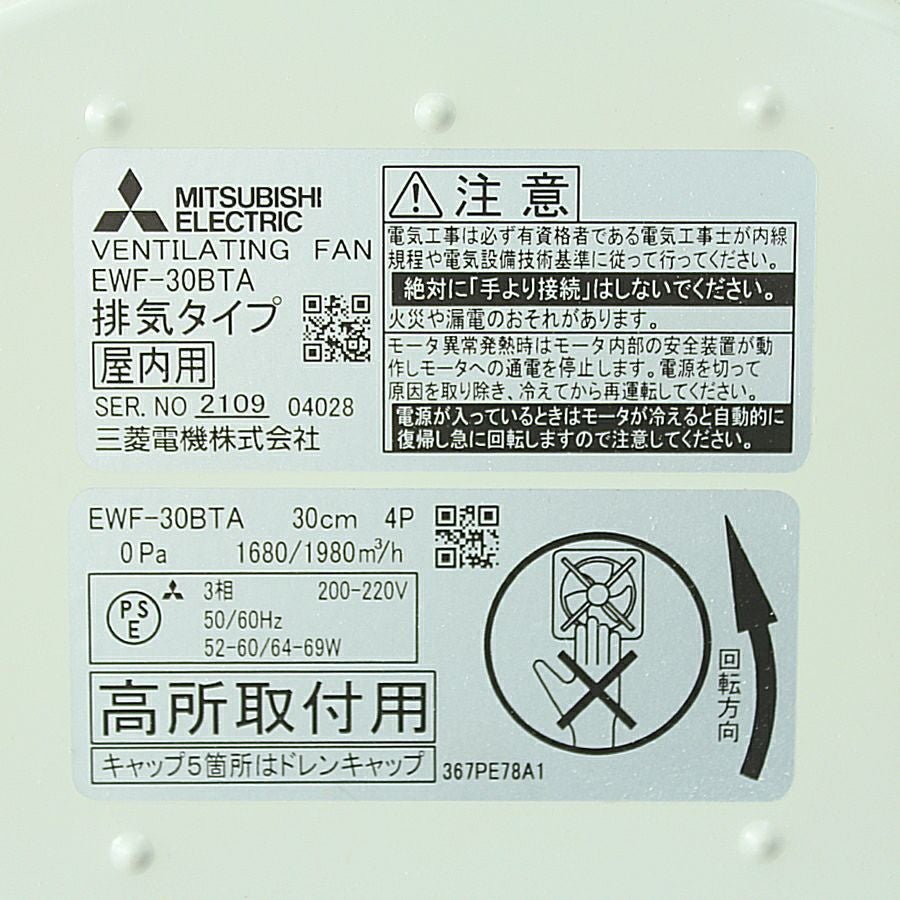 MITSUBISHI
ELECTRIC
VENTILATING FAN
EWF-30BTA
排気タイプ
屋内用
SER. NO 2109 04028
三菱電機株式会社
注意
電気工事は必ず有資格者である電気工事士が内線
規程や電気設備技術基準に従って行ってください。
絶対に「手より接続」はしないでください。
火災や漏電のおそれがあります。
モータ異常発熱時はモータ内部の安全装置が動
作しモータへの通電を停止します。電源を切って
原因を取り除き、冷えてから再運転してください。
電源が入っているときはモータが冷えると自動的に
復帰し急に回転しますので注意してください。
EWF-30BTA 30cm 4P
0Pa 1680/1980m³/h
PSE
3相 200-220V
50/60Hz
52-60/64-69W
高所取付用
キャップ5箇所はドレンキャップ
367PE78A1
回転方向